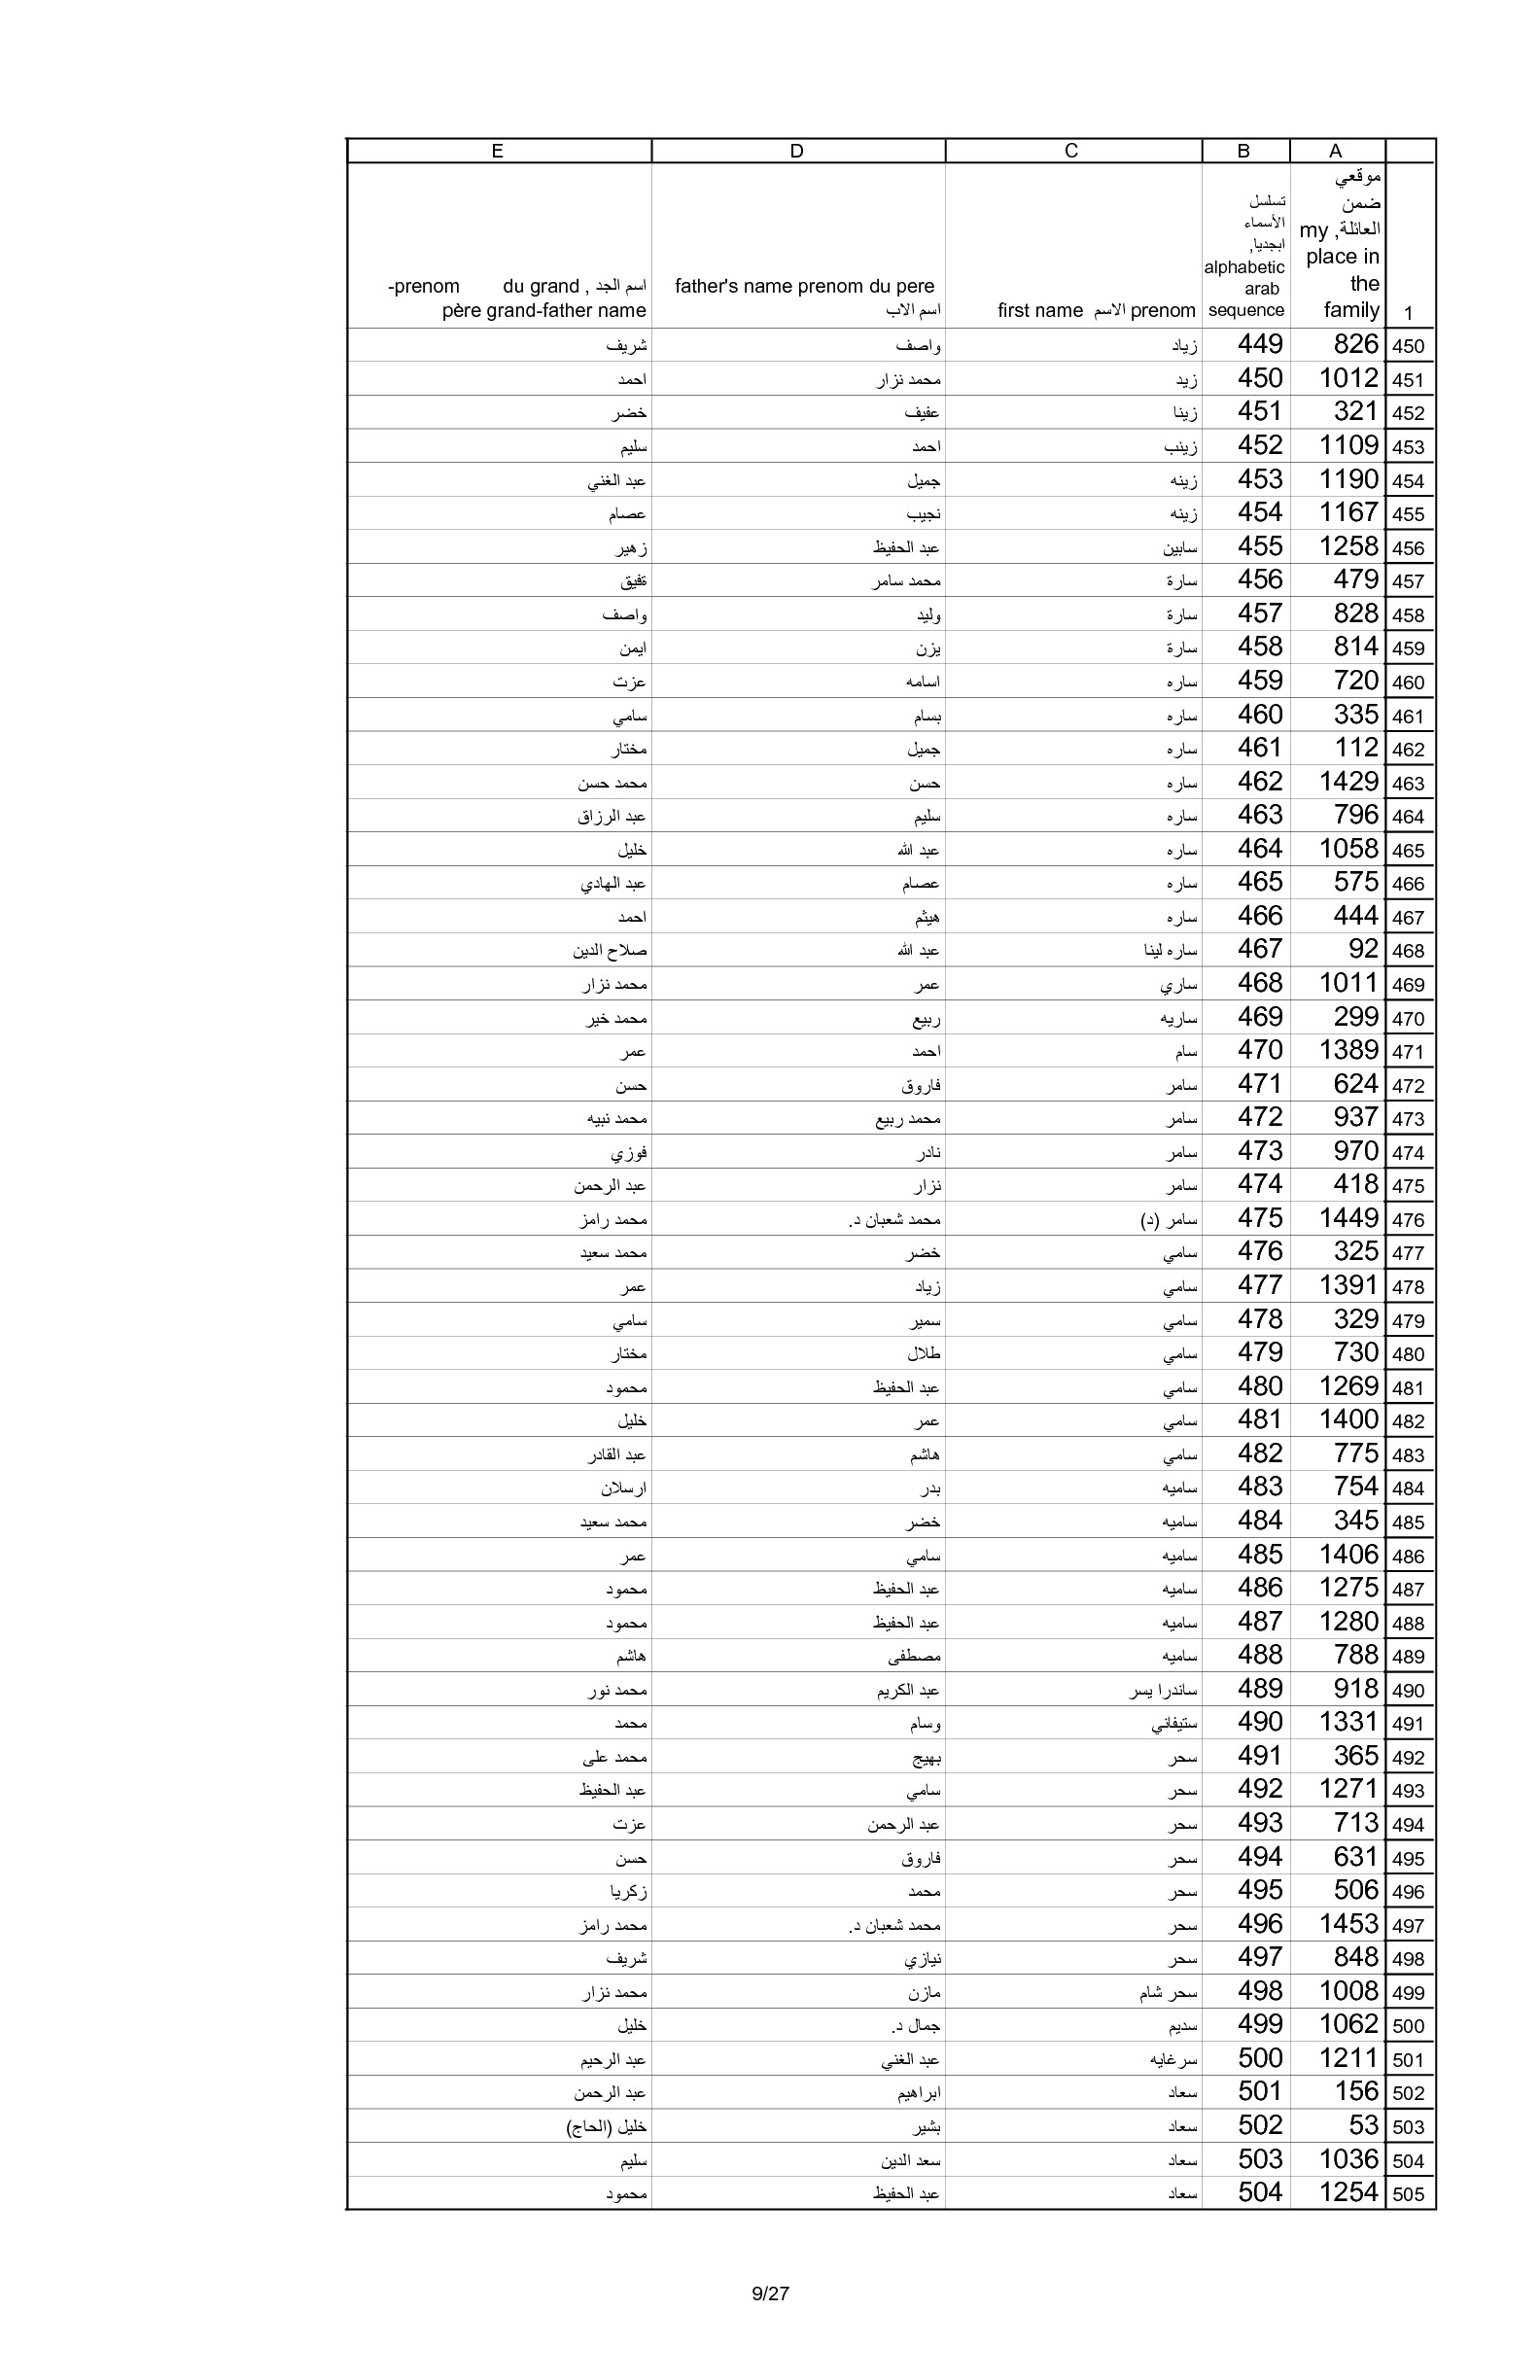 A B C D E
1 موقعي ضمن العائلة, my place in the family تسلسل الأسماء ابجديا, alphabetic arab sequence first name الاسم prenom father's name prenom du pere اسم الاب -prenom du grand , اسم الجد père grand-father name
450 826 449 زياد واصف شريف
451 1012 450 زيد محمد نزار احمد
452 321 451 زينا عفيف خضر
453 1109 452 زينب احمد سليم
454 1190 453 زينه جميل عبد الغني
455 1167 454 زينه نجيب عصام
456 1258 455 سابين عبد الحفيظ زهير
457 479 456 سارة محمد سامر ةفيق
458 828 457 سارة وليد واصف
459 814 458 سارة يزن ايمن
460 720 459 ساره اسامه عزت
461 335 460 ساره بسام سامي
462 112 461 ساره جميل مختار
463 1429 462 ساره حسن محمد حسن
464 796 463 ساره سليم عبد الرزاق
465 1058 464 ساره عبد الله خليل
466 575 465 ساره عصام عبد الهادي
467 444 466 ساره هيثم احمد
468 92 467 ساره لينا عبد الله صلاح الدين
469 1011 468 ساري عمر محمد نزار
470 299 469 ساريه ربيع محمد خير
471 1389 470 سام احمد عمر
472 624 471 سامر فاروق حسن
473 937 472 سامر محمد ربيع محمد نبيه
474 970 473 سامر نادر فوزي
475 418 474 سامر نزار عبد الرحمن
476 1449 475 سامر (د) محمد شعبان د. محمد رامز
477 325 476 سامي خضر محمد سعيد
478 1391 477 سامي زياد عمر
479 329 478 سامي سمير سامي
480 730 479 سامي طلال مختار
481 1269 480 سامي عبد الحفيظ محمود
482 1400 481 سامي عمر خليل
483 775 482 سامي هاشم عبد القادر
484 754 483 ساميه بدر ارسلان
485 345 484 ساميه خضر محمد سعيد
486 1406 485 ساميه سامي عمر
487 1275 486 ساميه عبد الحفيظ محمود
488 1280 487 ساميه عبد الحفيظ محمود
489 788 488 ساميه مصطفى هاشم
490 918 489 ساندرا يسر عبد الكريم محمد نور
491 1331 490 ستيفاني وسام محمد
492 365 491 سحر بهيج محمد على
493 1271 492 سحر سامي عبد الحفيظ
494 713 493 سحر عبد الرحمن عزت
495 631 494 سحر فاروق حسن
496 506 495 سحر محمد زكريا
497 1453 496 سحر محمد شعبان د. محمد رامز
498 848 497 سحر نيازي شريف
499 1008 498 سحر شام مازن محمد نزار
500 1062 499 سديم جمال د. خليل
501 1211 500 سرغايه عبد الغني عبد الرحيم
502 156 501 سعاد ابراهيم عبد الرحمن
503 53 502 سعاد بشير خليل (الحاج)
504 1036 503 سعاد سعد الدين سليم
505 1254 504 سعاد عبد الحفيظ محمود
9/27